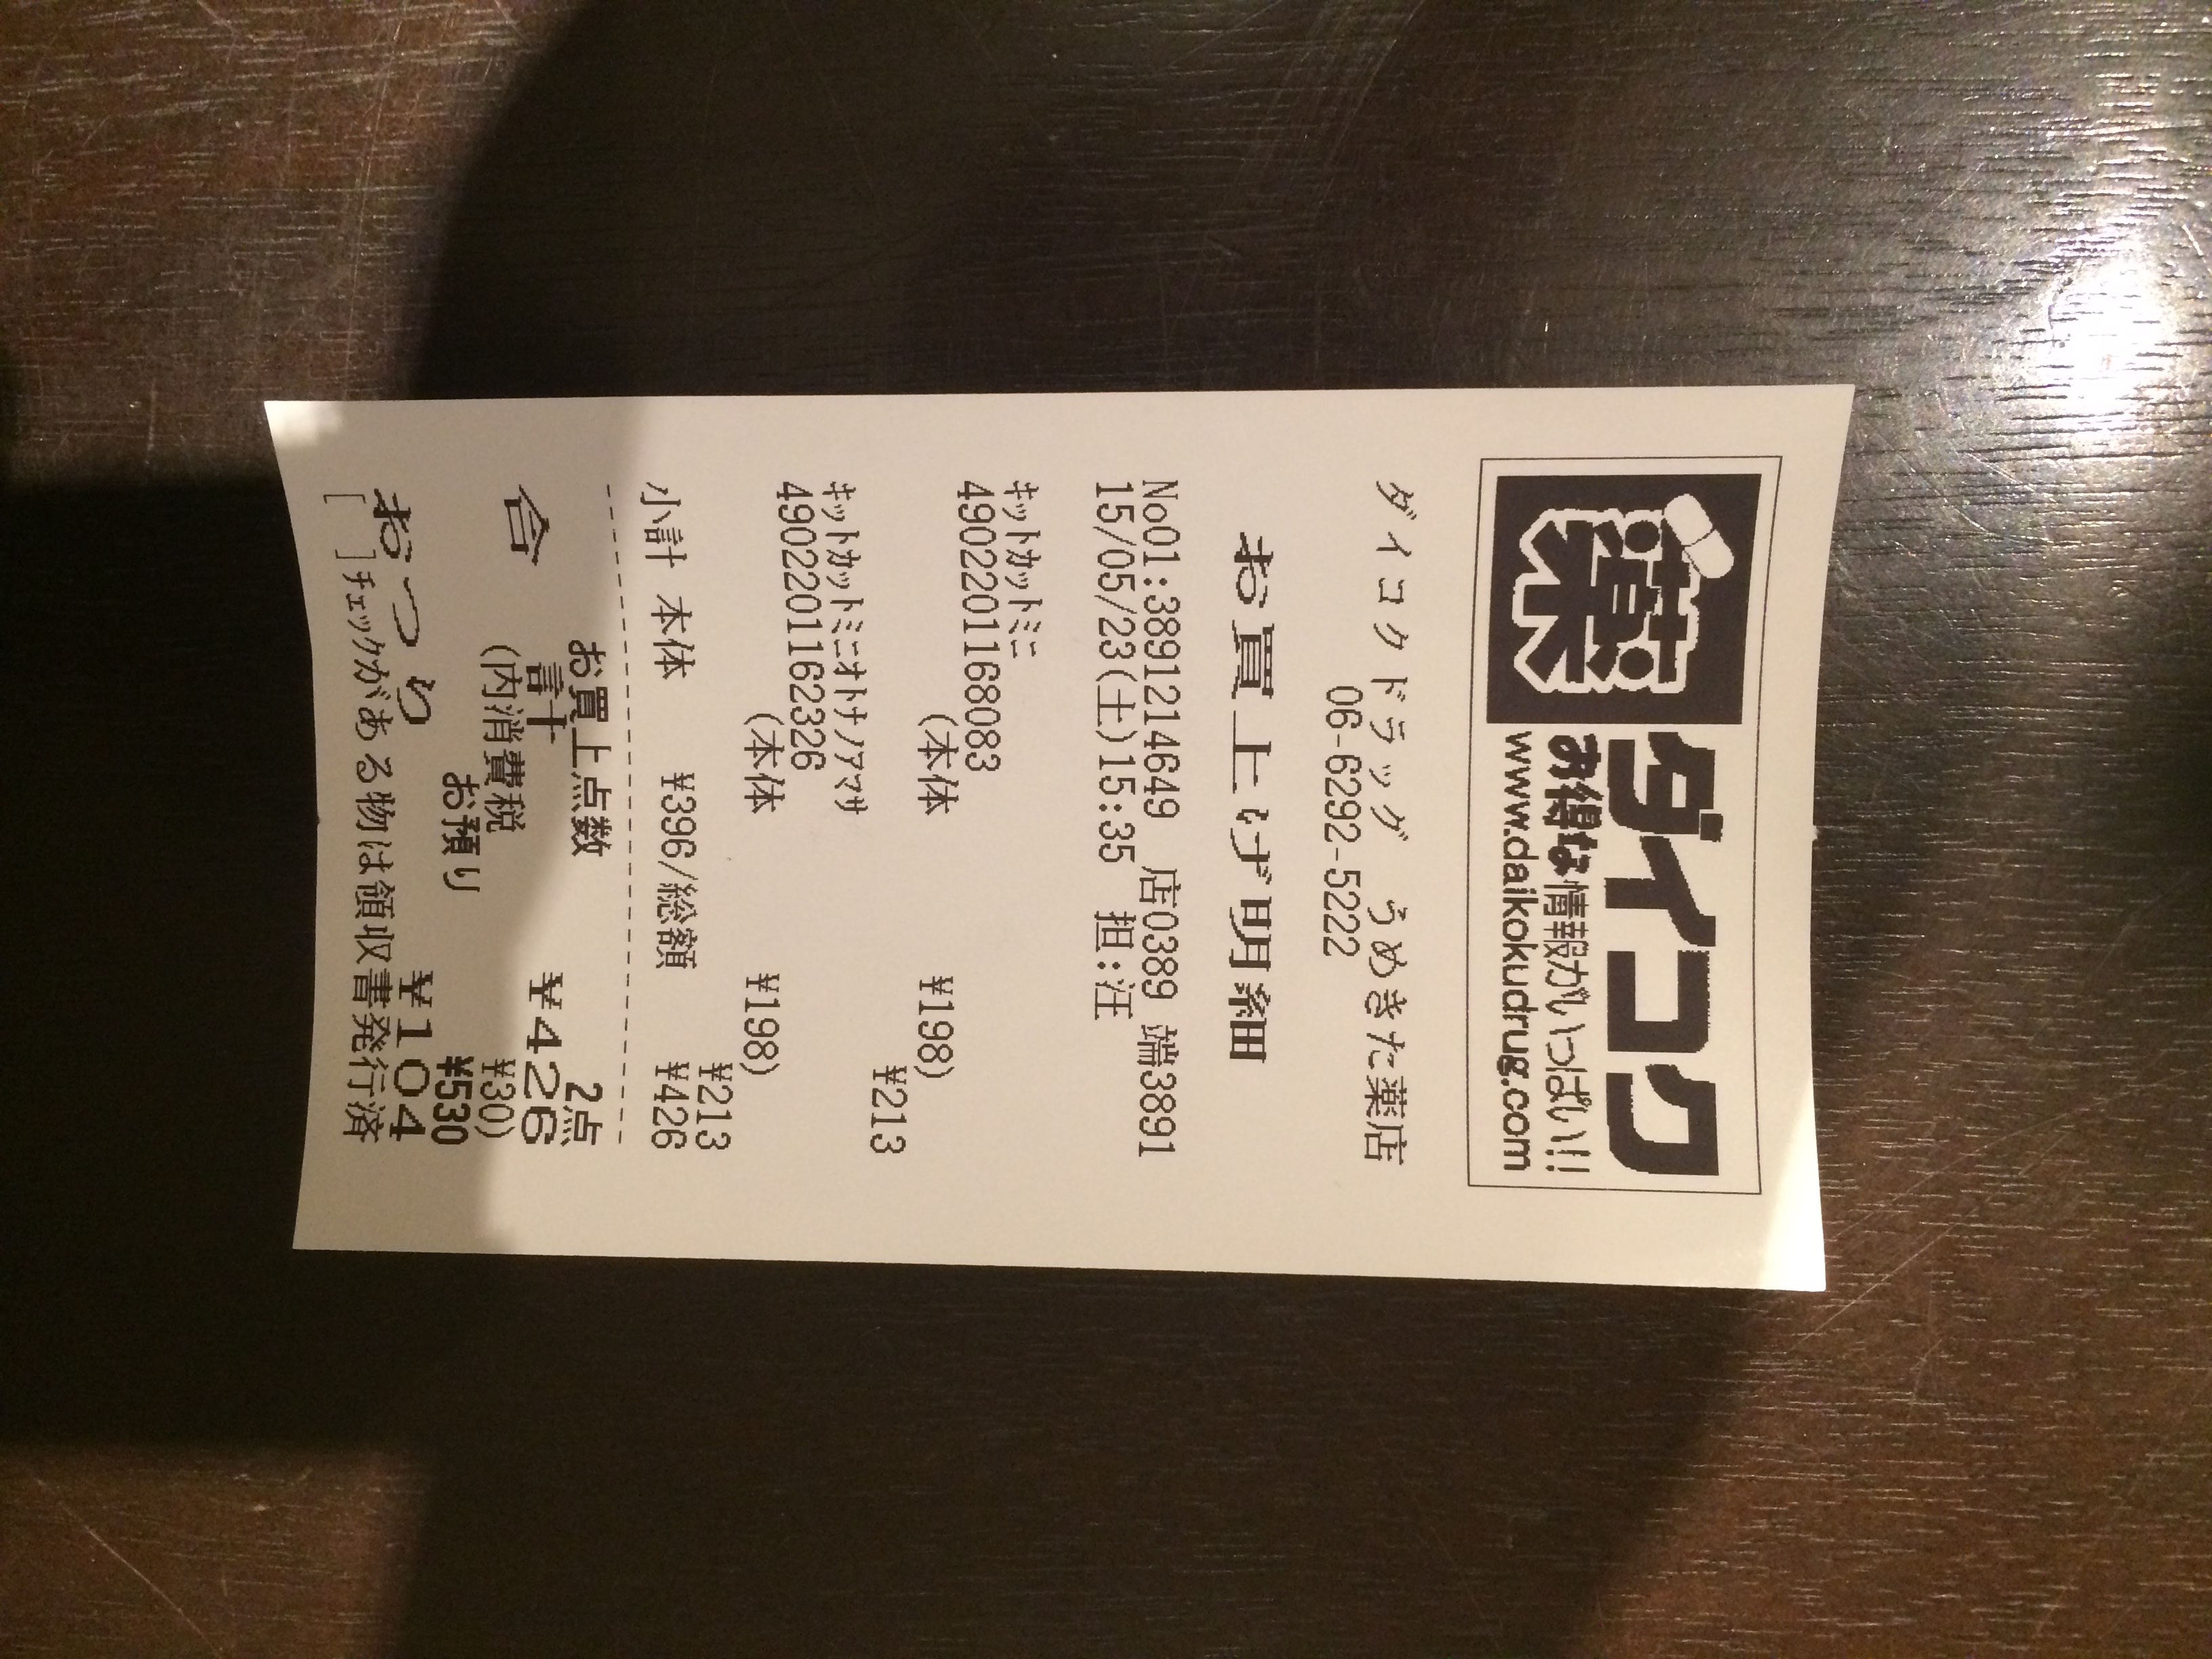 薬 ダイコク
お得な情報がいっぱい!!
www.daikokudrug.com
ダイコクドラッグ うめきた薬店
06-6292-5222
お買上げ明細
No01:3891214649 店0389 端3891
15/05/23(土)15:35 担:汪
ｷｯﾄｶｯﾄﾐﾆ
4902201168083
(本体 ¥198)
¥213
ｷｯﾄｶｯﾄﾐﾆｵﾄﾅﾉｱﾏｻ
4902201162326
(本体 ¥198)
¥213
小計 本体 ¥396/総額 ¥426
お買上点数 2点
合 計 ¥426
(内消費税 ¥30)
お預り ¥530
おつり ¥104
[ ]ﾁｪｯｸがある物は領収書発行済